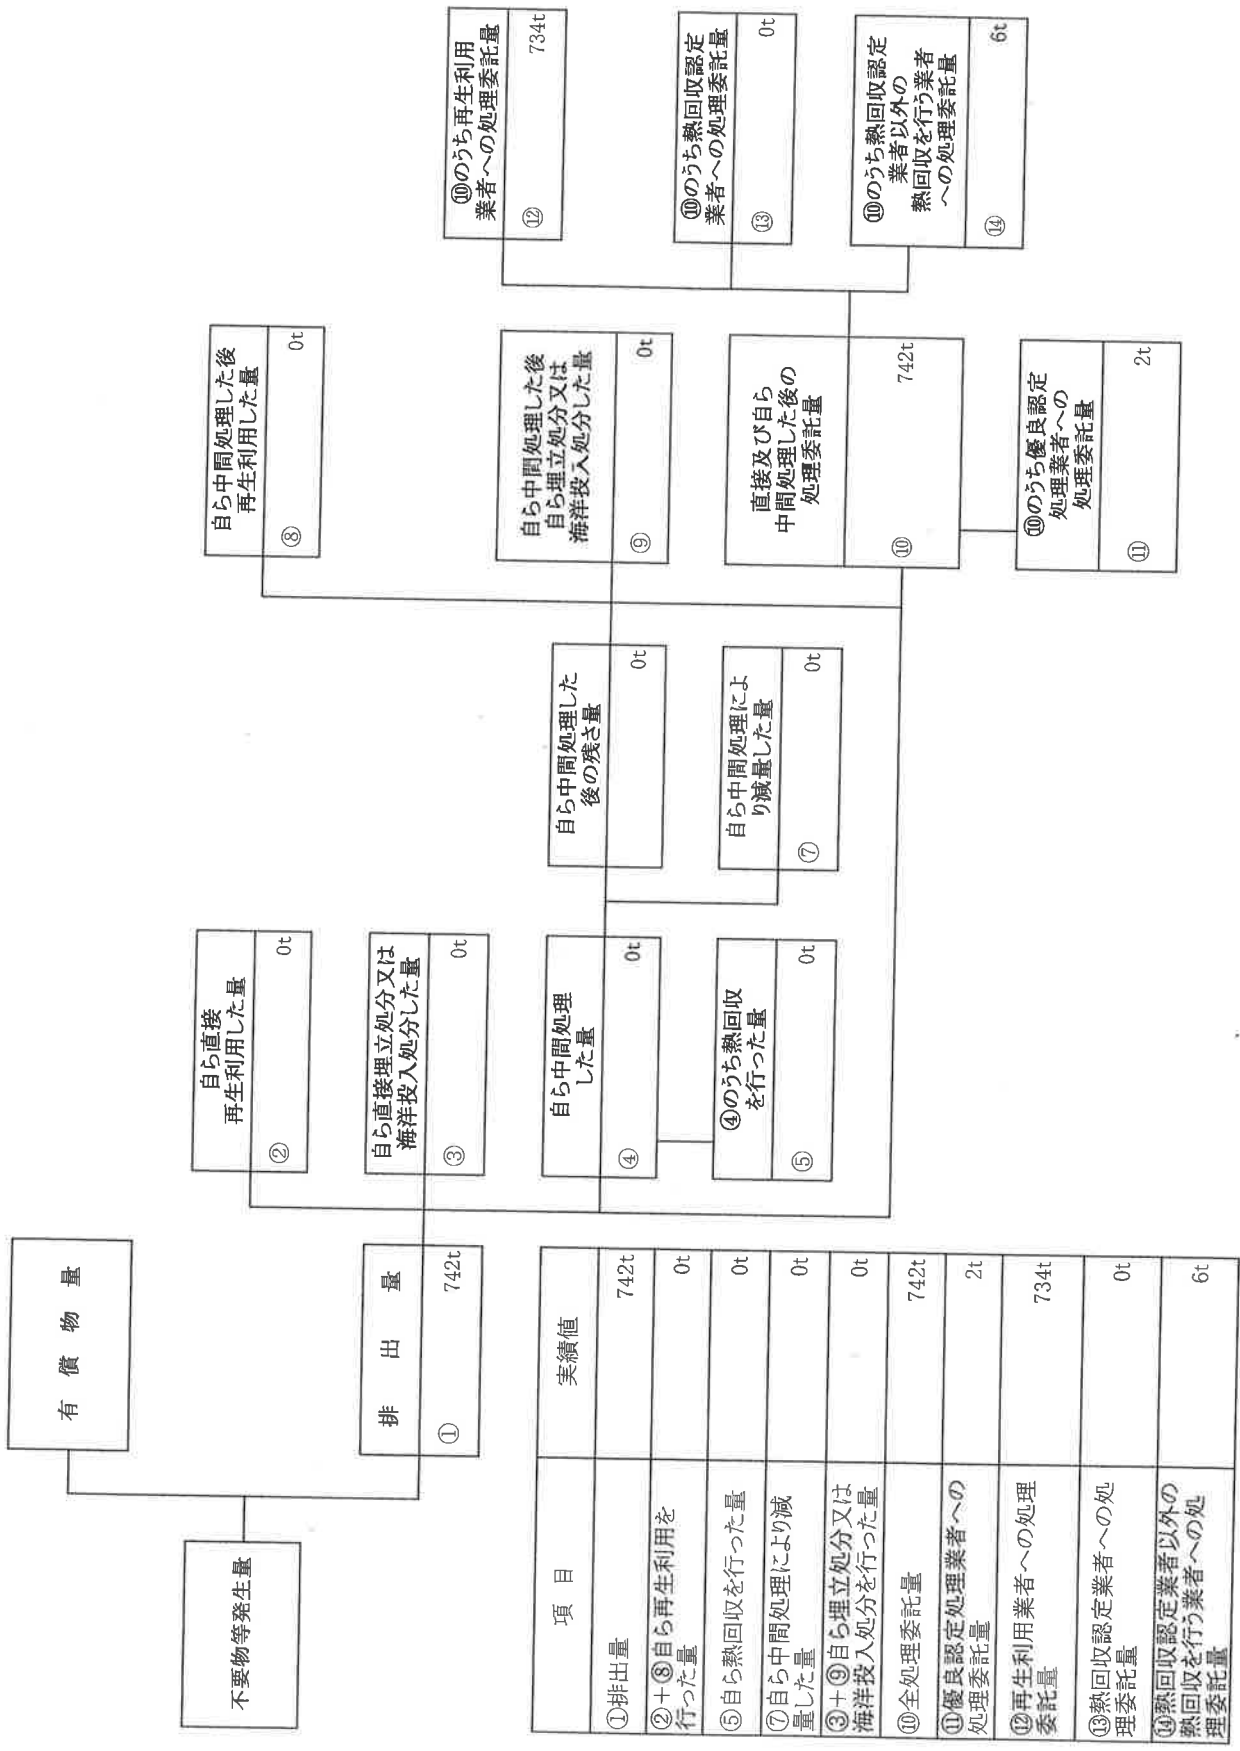 不要物等発生量
有　償　物　量
排　出　量
① 742t
自ら直接
再生利用した量
② 0t
自ら直接埋立処分又は
海洋投入処分した量
③ 0t
自ら中間処理
した量
④ 0t
④のうち熱回収
を行った量
⑤ 0t
自ら中間処理した
後の残さ量
0t
自ら中間処理によ
り減量した量
⑦ 0t
自ら中間処理した後
再生利用した量
⑧ 0t
自ら中間処理した後
自ら埋立処分又は
海洋投入処分した量
⑨ 0t
直接及び自ら
中間処理した後の
処理委託量
⑩ 742t
⑩のうち優良認定
処理業者への
処理委託量
⑪ 2t
⑩のうち再生利用
業者への処理委託量
⑫ 734t
⑩のうち熱回収認定
業者への処理委託量
⑬ 0t
⑩のうち熱回収認定
業者以外の
熱回収を行う業者
への処理委託量
⑭ 6t
項　目 実績値
①排出量 742t
②＋⑧自ら再生利用を
行った量 0t
⑤自ら熱回収を行った量 0t
⑦自ら中間処理により減
量した量 0t
③＋⑨自ら埋立処分又は
海洋投入処分を行った量 0t
⑩全処理委託量 742t
⑪優良認定処理業者への
処理委託量 2t
⑫再生利用業者への処理
委託量 734t
⑬熱回収認定業者への処
理委託量 0t
⑭熱回収認定業者以外の
熱回収を行う業者への処
理委託量 6t